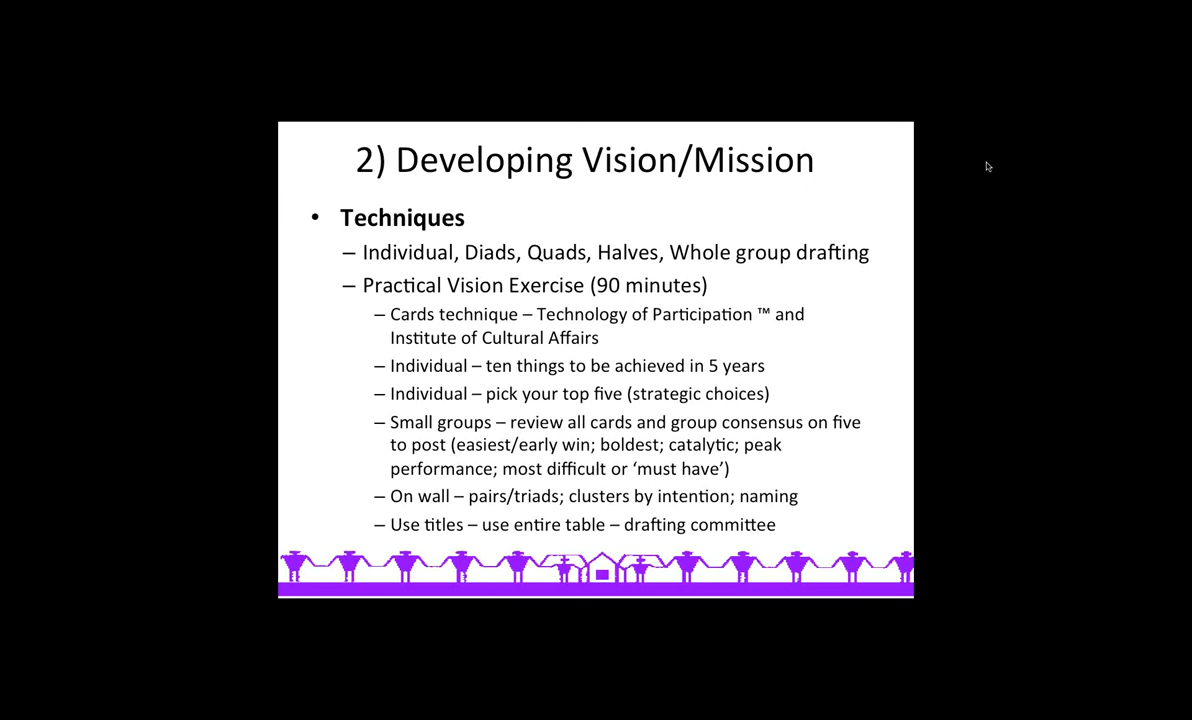 2) Developing Vision/Mission
• Techniques
– Individual, Diads, Quads, Halves, Whole group drafting
– Practical Vision Exercise (90 minutes)
– Cards technique – Technology of Participation ™ and
Institute of Cultural Affairs
– Individual – ten things to be achieved in 5 years
– Individual – pick your top five (strategic choices)
– Small groups – review all cards and group consensus on five
to post (easiest/early win; boldest; catalytic; peak
performance; most difficult or ‘must have’)
– On wall – pairs/triads; clusters by intention; naming
– Use titles – use entire table – drafting committee